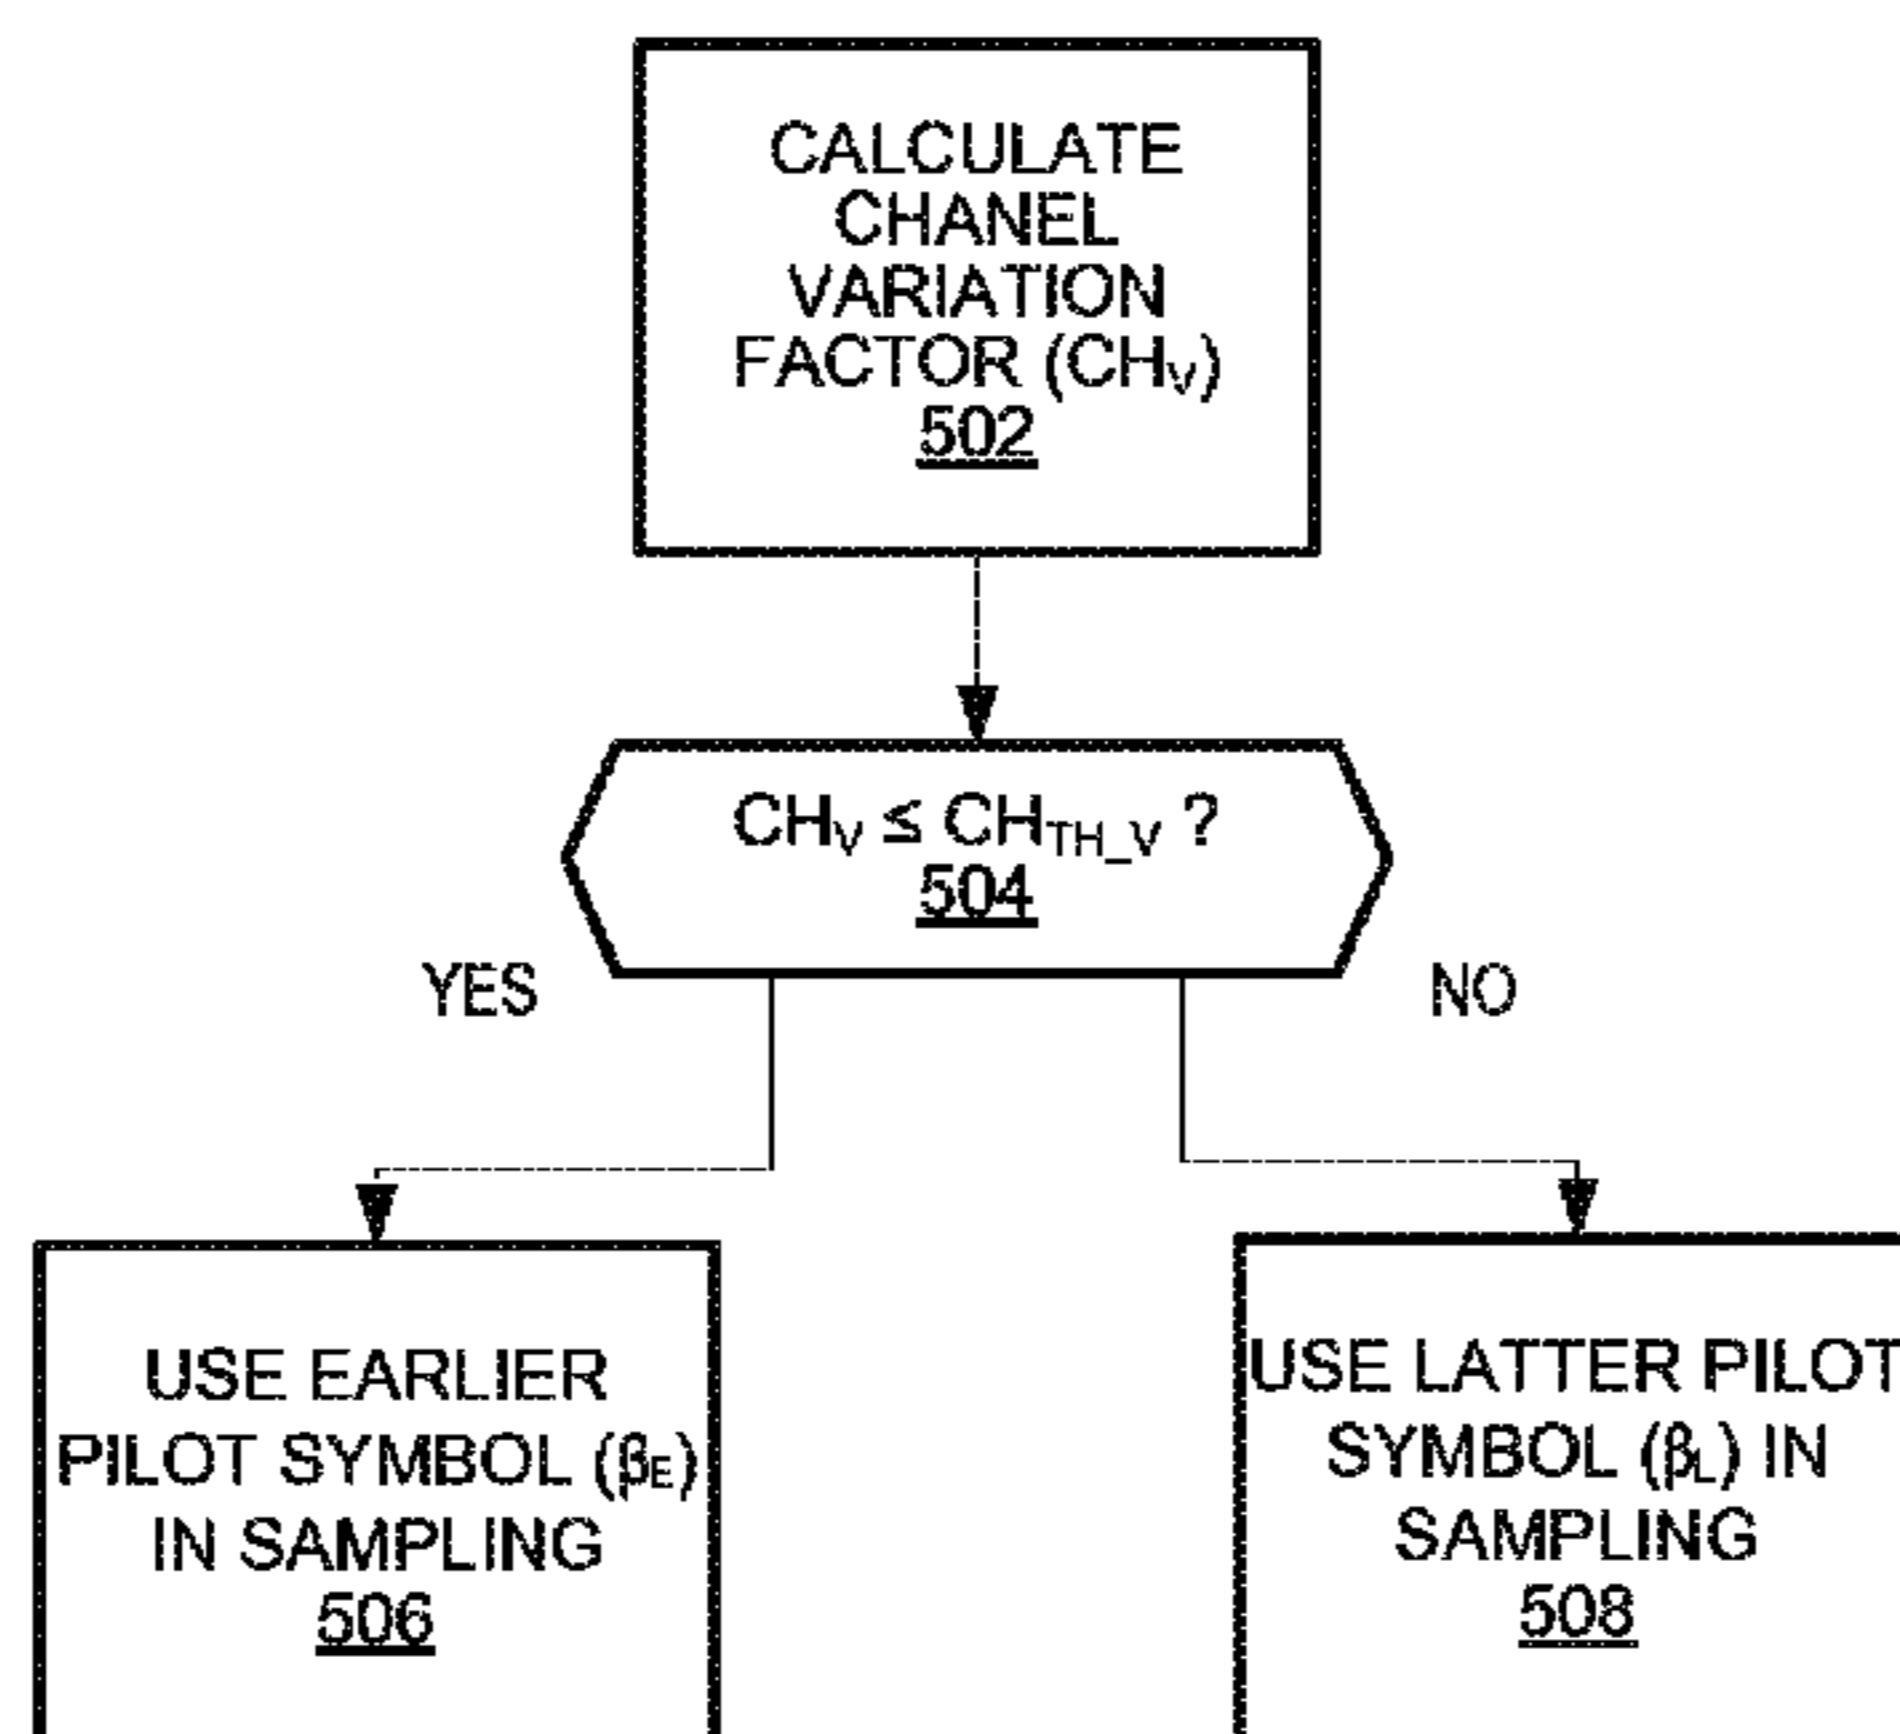 CALCULATE
CHANEL
VARIATION
FACTOR (CHV)
502
CHV ≤ CHTH_V ?
504
YES
NO
USE EARLIER
PILOT SYMBOL (βE)
IN SAMPLING
506
USE LATTER PILOT
SYMBOL (βL) IN
SAMPLING
508